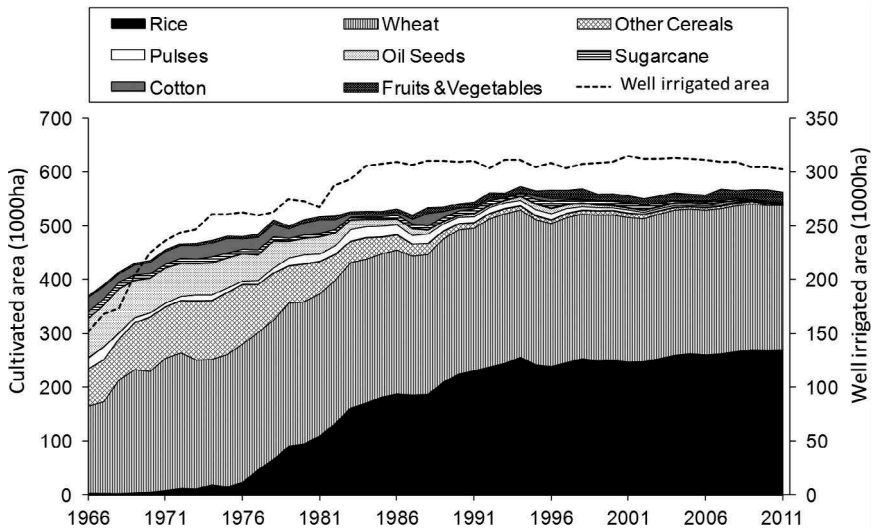 Rice Wheat Other Cereals
Pulses Oil Seeds Sugarcane
Cotton Fruits &Vegetables Well irrigated area
700 350
600 300
500 250
400 200
300 150
200 100
100 50
0 0
Cultivated area (1000ha)
Well irrigated area (1000ha)
1966 1971 1976 1981 1986 1991 1996 2001 2006 2011